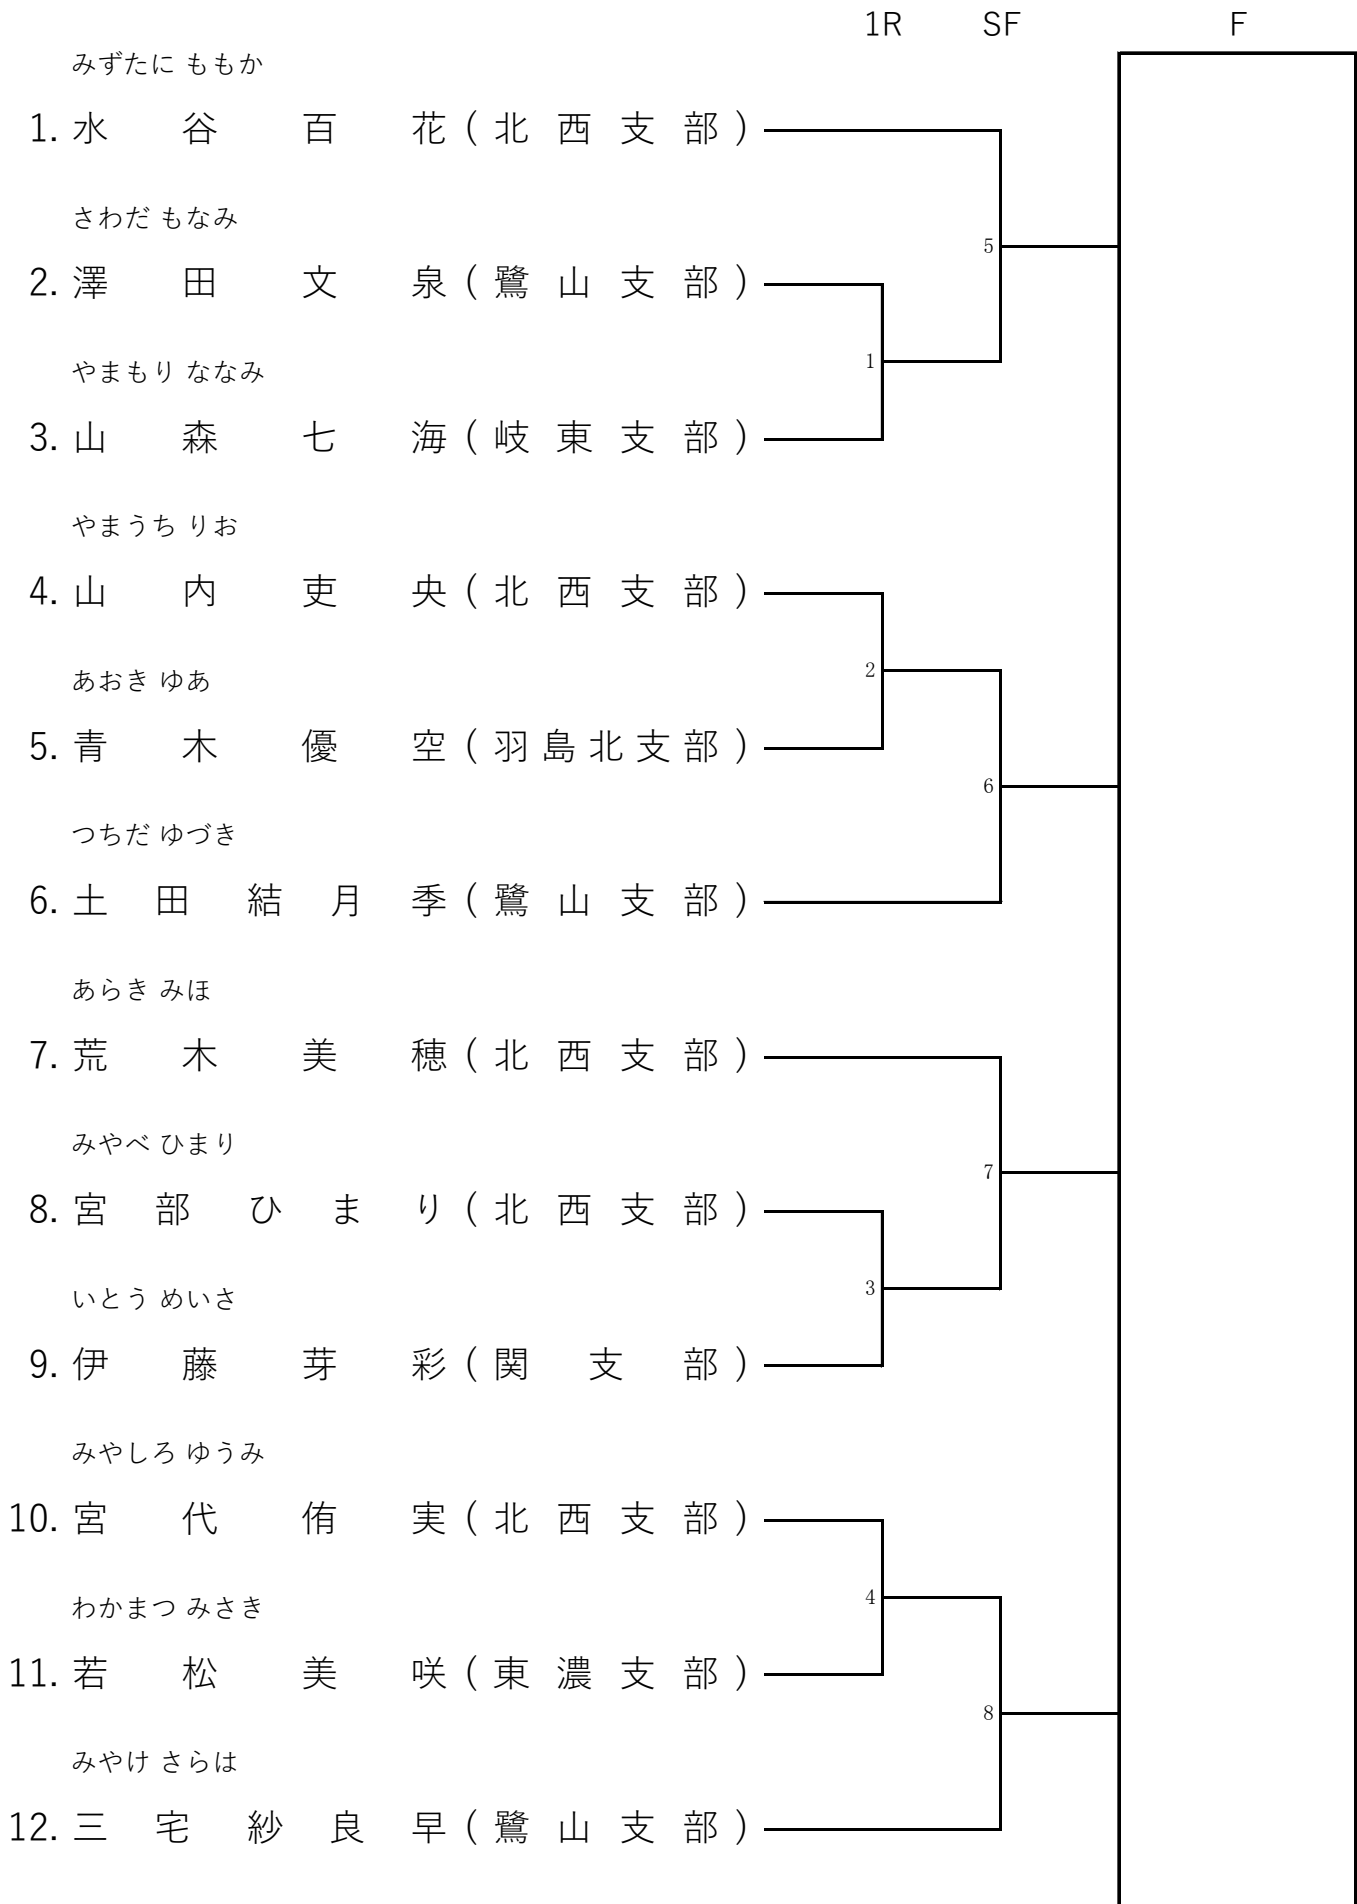 1R SF F
みずたに ももか
1. 水谷百花(北西支部)
さわだ もなみ
5
2. 澤田文泉(鷺山支部)
やまもり ななみ
1
3. 山森七海(岐東支部)
やまうち りお
4. 山内吏央(北西支部)
あおき ゆあ
2
5. 青木優空(羽島北支部)
6
つちだ ゆづき
6. 土田結月季(鷺山支部)
あらき みほ
7. 荒木美穂(北西支部)
みやべ ひまり
7
8. 宮部ひまり(北西支部)
いとう めいさ
3
9. 伊藤芽彩(関支部)
みやしろ ゆうみ
10. 宮代侑実(北西支部)
わかまつ みさき
4
11. 若松美咲(東濃支部)
8
みやけ さらは
12. 三宅紗良早(鷺山支部)